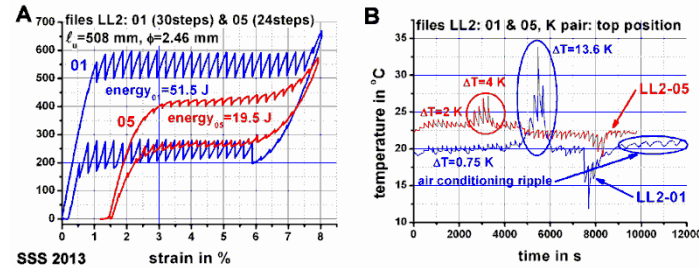 A
files LL2: 01 (30steps) & 05 (24steps)
700
600
500
400
300
200
100
0
ℓu=508 mm, ϕ=2.46 mm
01
energy01=51.5 J
05
energy05=19.5 J
0 1 2 3 4 5 6 7 8
SSS 2013
strain in %
B
files LL2: 01 & 05, K pair: top position
temperature in °C
35
30
25
20
15
10
ΔT=13.6 K
ΔT=4 K
ΔT=2 K
LL2-05
ΔT=0.75 K
air conditioning ripple
LL2-01
0 2000 4000 6000 8000 10000 12000
time in s